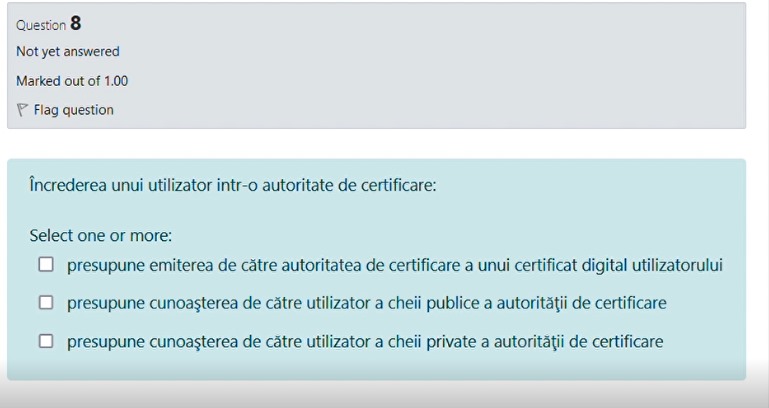 Question 8
Not yet answered
Marked out of 1.00
Flag question
Încrederea unui utilizator intr-o autoritate de certificare:
Select one or more:
presupune emiterea de către autoritatea de certificare a unui certificat digital utilizatorului
presupune cunoaşterea de către utilizator a cheii publice a autorităţii de certificare
presupune cunoaşterea de către utilizator a cheii private a autorităţii de certificare